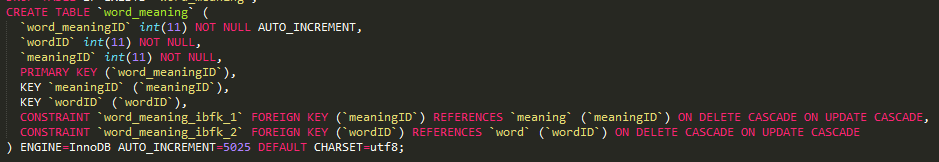 CREATE TABLE `word_meaning` (
`word_meaningID` int(11) NOT NULL AUTO_INCREMENT,
`wordID` int(11) NOT NULL,
`meaningID` int(11) NOT NULL,
PRIMARY KEY (`word_meaningID`),
KEY `meaningID` (`meaningID`),
KEY `wordID` (`wordID`),
CONSTRAINT `word_meaning_ibfk_1` FOREIGN KEY (`meaningID`) REFERENCES `meaning` (`meaningID`) ON DELETE CASCADE ON UPDATE CASCADE,
CONSTRAINT `word_meaning_ibfk_2` FOREIGN KEY (`wordID`) REFERENCES `word` (`wordID`) ON DELETE CASCADE ON UPDATE CASCADE
) ENGINE=InnoDB AUTO_INCREMENT=5025 DEFAULT CHARSET=utf8;